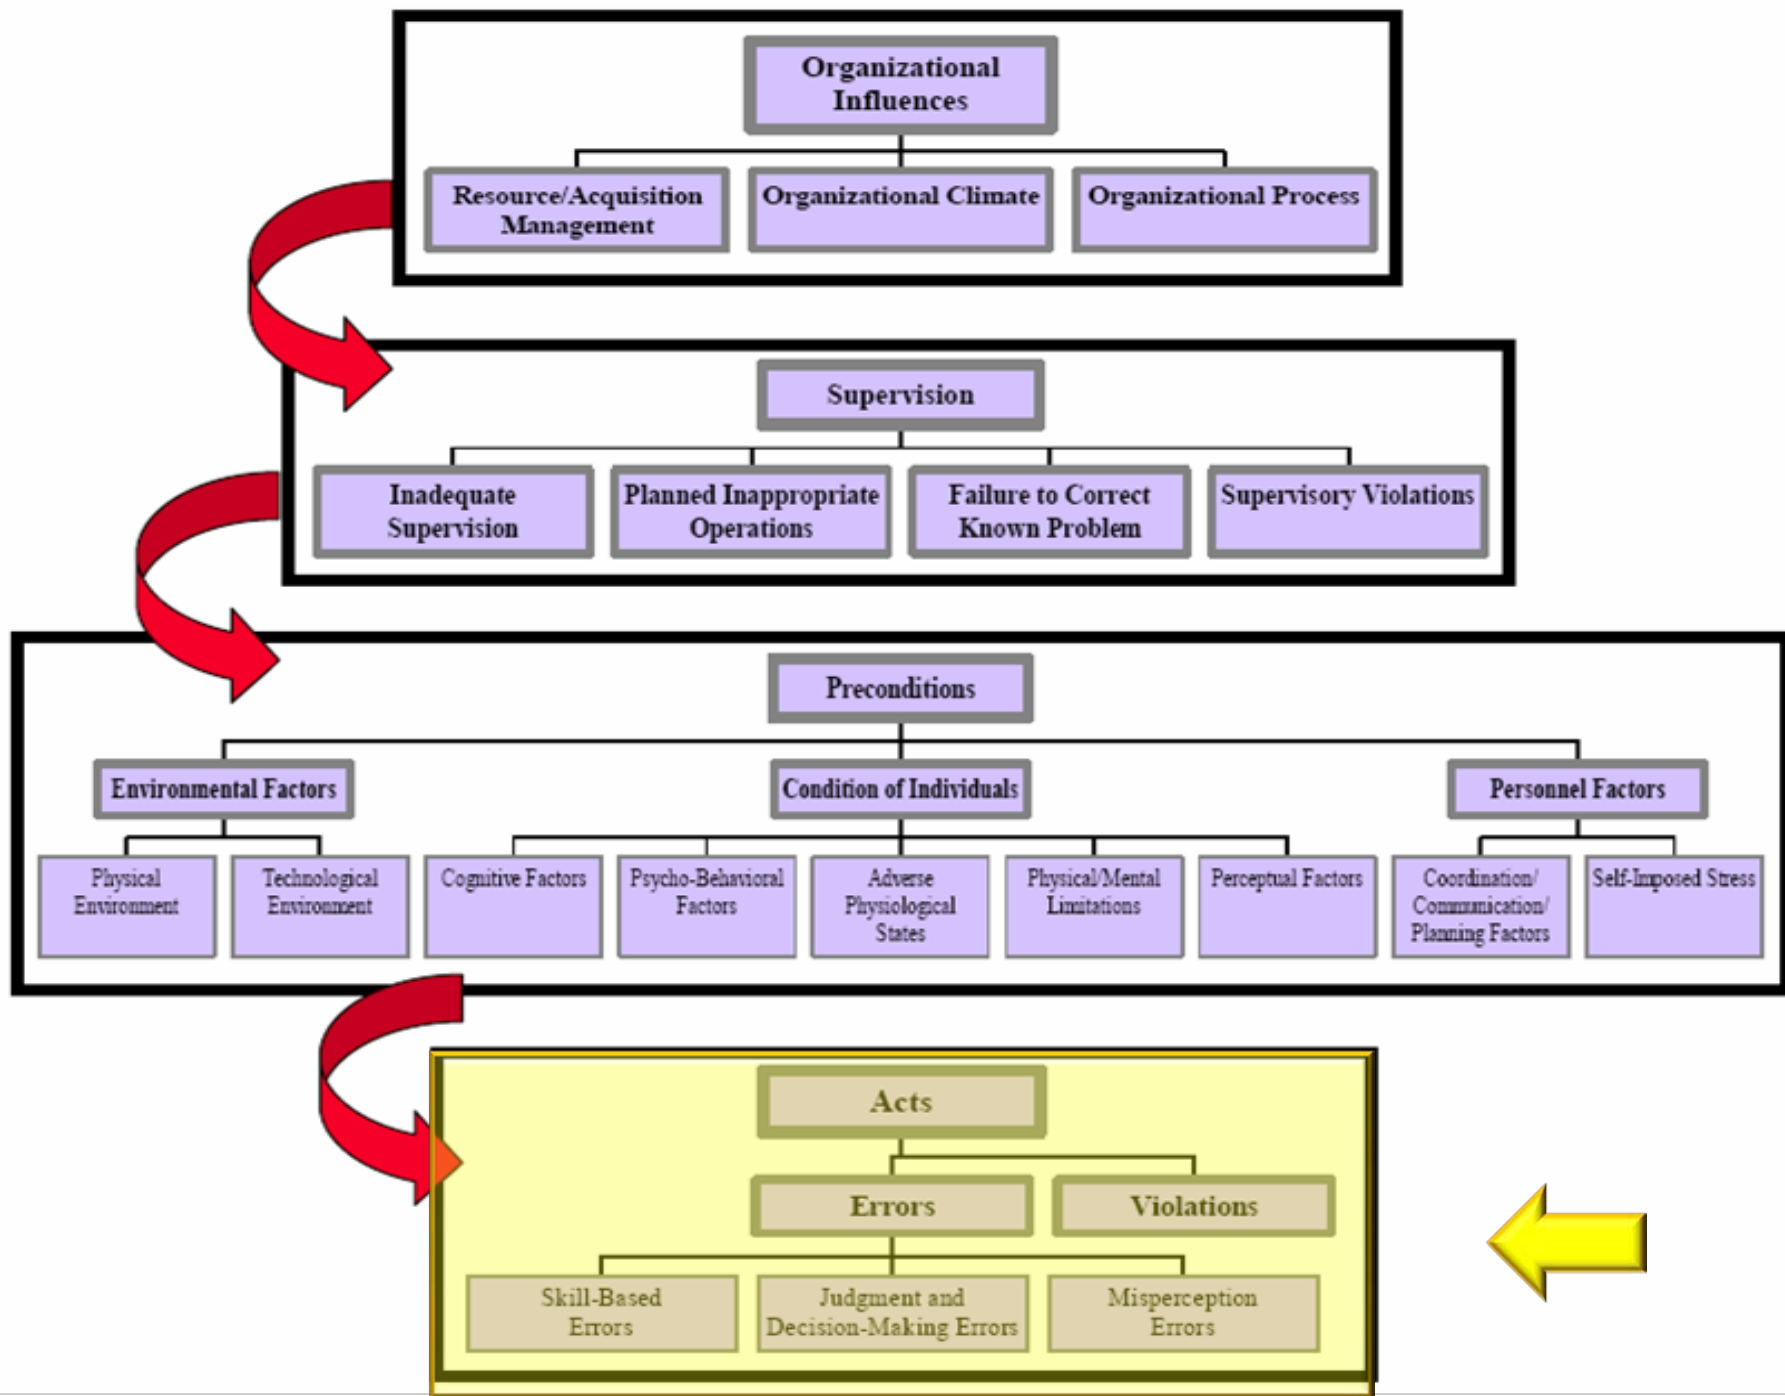 Organizational
Influences
Resource/Acquisition
Management
Organizational Climate
Organizational Process
Supervision
Inadequate
Supervision
Planned Inappropriate
Operations
Failure to Correct
Known Problem
Supervisory Violations
Preconditions
Environmental Factors
Condition of Individuals
Personnel Factors
Physical
Environment
Technological
Environment
Cognitive Factors
Psycho-Behavioral
Factors
Adverse
Physiological
States
Physical/Mental
Limitations
Perceptual Factors
Coordination/
Communication/
Planning Factors
Self-Imposed Stress
Acts
Errors
Violations
Skill-Based
Errors
Judgment and
Decision-Making Errors
Misperception
Errors